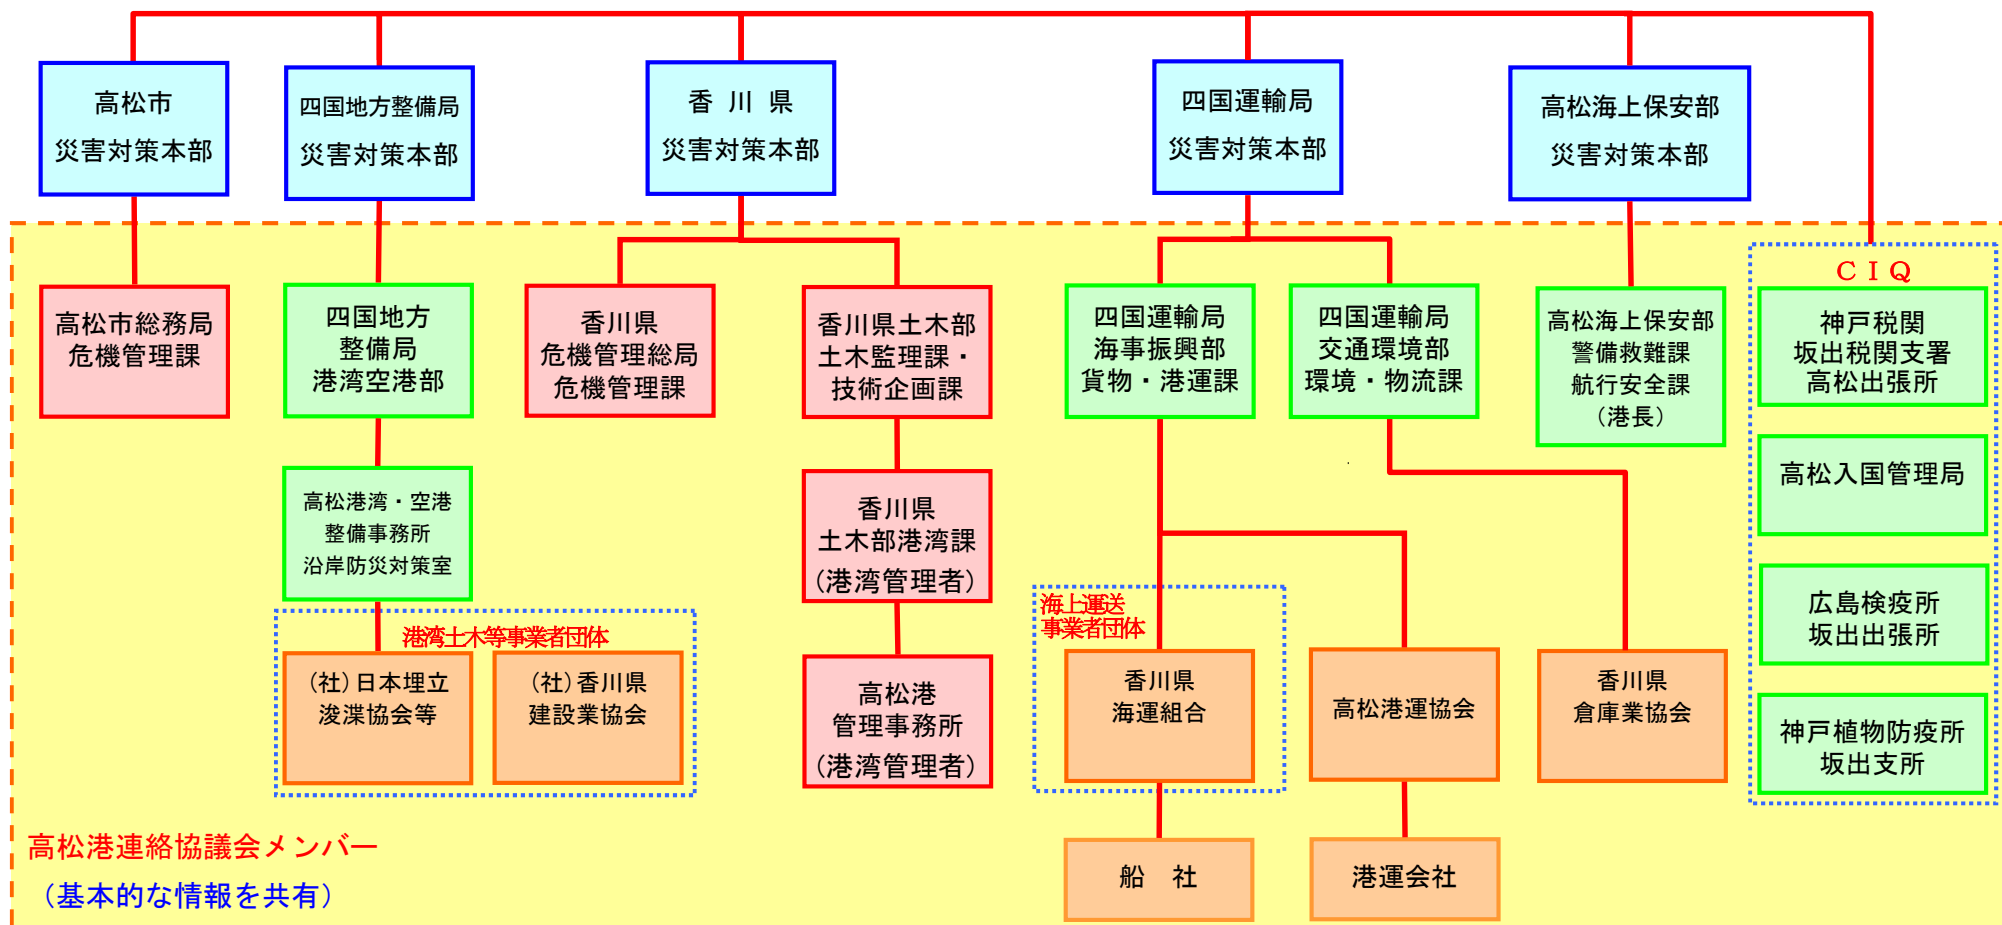 高松市
災害対策本部
四国地方整備局
災害対策本部
香 川 県
災害対策本部
四国運輸局
災害対策本部
高松海上保安部
災害対策本部
高松市総務局
危機管理課
四国地方
整備局
港湾空港部
香川県
危機管理総局
危機管理課
香川県土木部
土木監理課・
技術企画課
四国運輸局
海事振興部
貨物・港運課
四国運輸局
交通環境部
環境・物流課
高松海上保安部
警備救難課
航行安全課
（港長）
ＣＩＱ
神戸税関
坂出税関支署
高松出張所
高松入国管理局
広島検疫所
坂出出張所
神戸植物防疫所
坂出支所
高松港湾・空港
整備事務所
沿岸防災対策室
香川県
土木部港湾課
（港湾管理者）
港湾土木等事業者団体
（社）日本埋立
浚渫協会等
（社）香川県
建設業協会
高松港
管理事務所
（港湾管理者）
海上運送
事業者団体
香川県
海運組合
高松港運協会
香川県
倉庫業協会
船　社
港運会社
高松港連絡協議会メンバー
（基本的な情報を共有）